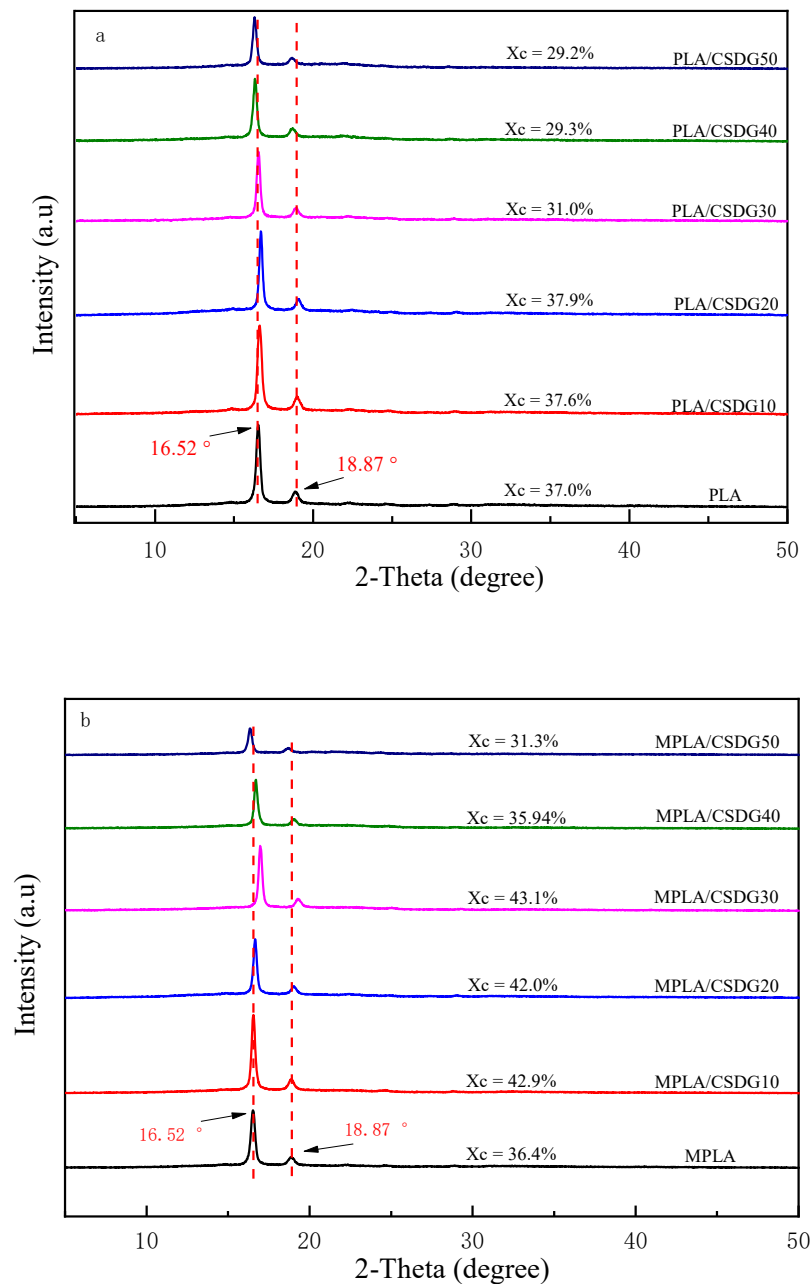 a
Xc = 29.2%
PLA/CSDG50
Xc = 29.3%
PLA/CSDG40
Xc = 31.0%
PLA/CSDG30
Xc = 37.9%
PLA/CSDG20
Xc = 37.6%
PLA/CSDG10
16.52 °
18.87 °
Xc = 37.0%
PLA
Intensity (a.u)
10 20 30 40 50
2-Theta (degree)
b
Xc = 31.3%
MPLA/CSDG50
Xc = 35.94%
MPLA/CSDG40
Xc = 43.1%
MPLA/CSDG30
Xc = 42.0%
MPLA/CSDG20
Xc = 42.9%
MPLA/CSDG10
16.52 °
18.87 °
Xc = 36.4%
MPLA
Intensity (a.u)
10 20 30 40 50
2-Theta (degree)